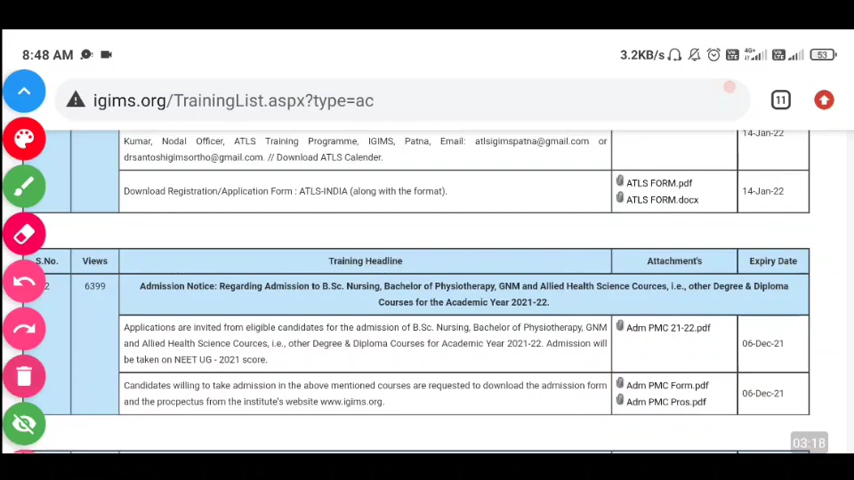 8:48 AM
3.2KB/s 4G+ 53
igims.org/TrainingList.aspx?type=ac
11
Kumar, Nodal Officer, ATLS Training Programme, IGIMS, Patna, Email: atlsigimspatna@gmail.com or
14-Jan-22
drsantoshigimsortho@gmail.com. // Download ATLS Calender.
Download Registration/Application Form : ATLS-INDIA (along with the format).
ATLS FORM.pdf
ATLS FORM.docx
14-Jan-22
S.No. Views Training Headline Attachment's Expiry Date
2 6399 Admission Notice: Regarding Admission to B.Sc. Nursing, Bachelor of Physiotherapy, GNM and Allied Health Science Cources, i.e., other Degree & Diploma
Courses for the Academic Year 2021-22.
Applications are invited from eligible candidates for the admission of B.Sc. Nursing, Bachelor of Physiotherapy, GNM
and Allied Health Science Cources, i.e., other Degree & Diploma Courses for Academic Year 2021-22. Admission will
be taken on NEET UG - 2021 score.
Adm PMC 21-22.pdf
06-Dec-21
Candidates willing to take admission in the above mentioned courses are requested to download the admission form
and the procpectus from the institute's website www.igims.org.
Adm PMC Form.pdf
Adm PMC Pros.pdf
06-Dec-21
03:18